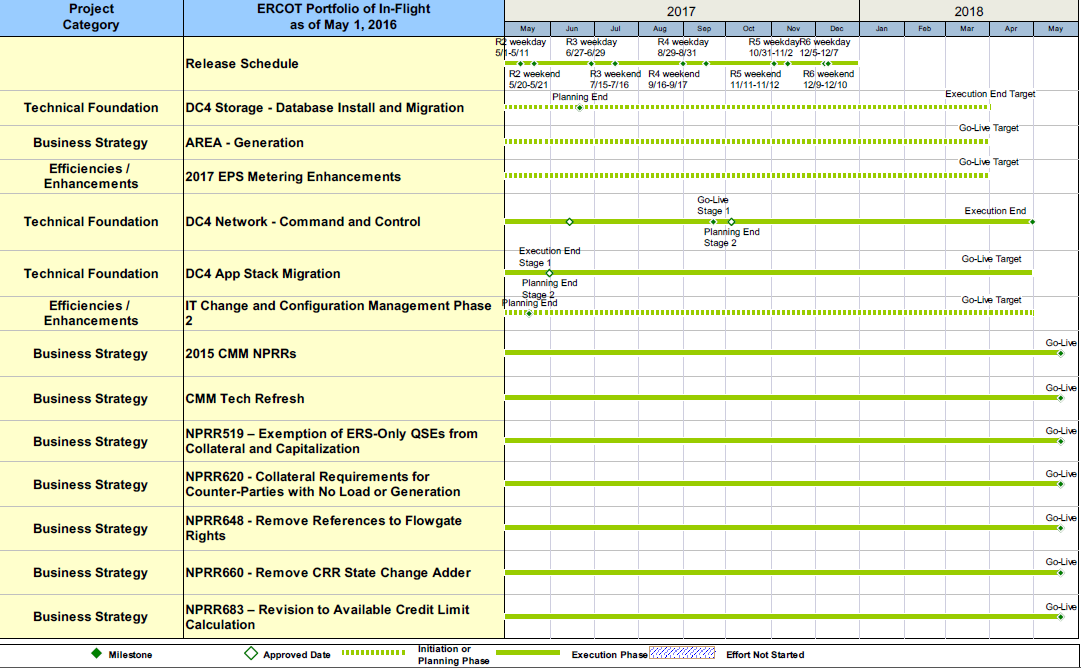 Project
Category
ERCOT Portfolio of In-Flight
as of May 1, 2016
2017
2018
May Jun Jul Aug Sep Oct Nov Dec Jan Feb Mar Apr May
Release Schedule
R2 weekday R3 weekday R4 weekday R5 weekday R6 weekday
5/1-5/11 6/27-6/29 8/29-8/31 10/31-11/2 12/5-12/7
R2 weekend R3 weekend R4 weekend R5 weekend R6 weekend
5/20-5/21 7/15-7/16 9/16-9/17 11/11-11/12 12/9-12/10
Technical Foundation
DC4 Storage - Database Install and Migration
Planning End
Execution End Target
Business Strategy
AREA - Generation
Go-Live Target
Efficiencies /
Enhancements
2017 EPS Metering Enhancements
Go-Live Target
Technical Foundation
DC4 Network - Command and Control
Go-Live
Stage 1
Planning End
Stage 2
Execution End
Technical Foundation
DC4 App Stack Migration
Execution End
Stage 1
Planning End
Stage 2
Go-Live Target
Efficiencies /
Enhancements
IT Change and Configuration Management Phase
2
Planning End
Go-Live Target
Business Strategy
2015 CMM NPRRs
Go-Live
Business Strategy
CMM Tech Refresh
Go-Live
Business Strategy
NPRR519 – Exemption of ERS-Only QSEs from
Collateral and Capitalization
Go-Live
Business Strategy
NPRR620 - Collateral Requirements for
Counter-Parties with No Load or Generation
Go-Live
Business Strategy
NPRR648 - Remove References to Flowgate
Rights
Go-Live
Business Strategy
NPRR660 - Remove CRR State Change Adder
Go-Live
Business Strategy
NPRR683 – Revision to Available Credit Limit
Calculation
Go-Live
Milestone
Approved Date
Initiation or
Planning Phase
Execution Phase
Effort Not Started